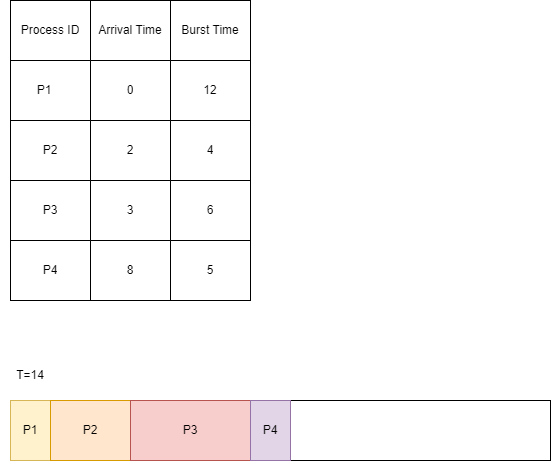 Process ID Arrival Time Burst Time
P1 0 12
P2 2 4
P3 3 6
P4 8 5
T=14
P1 P2 P3 P4